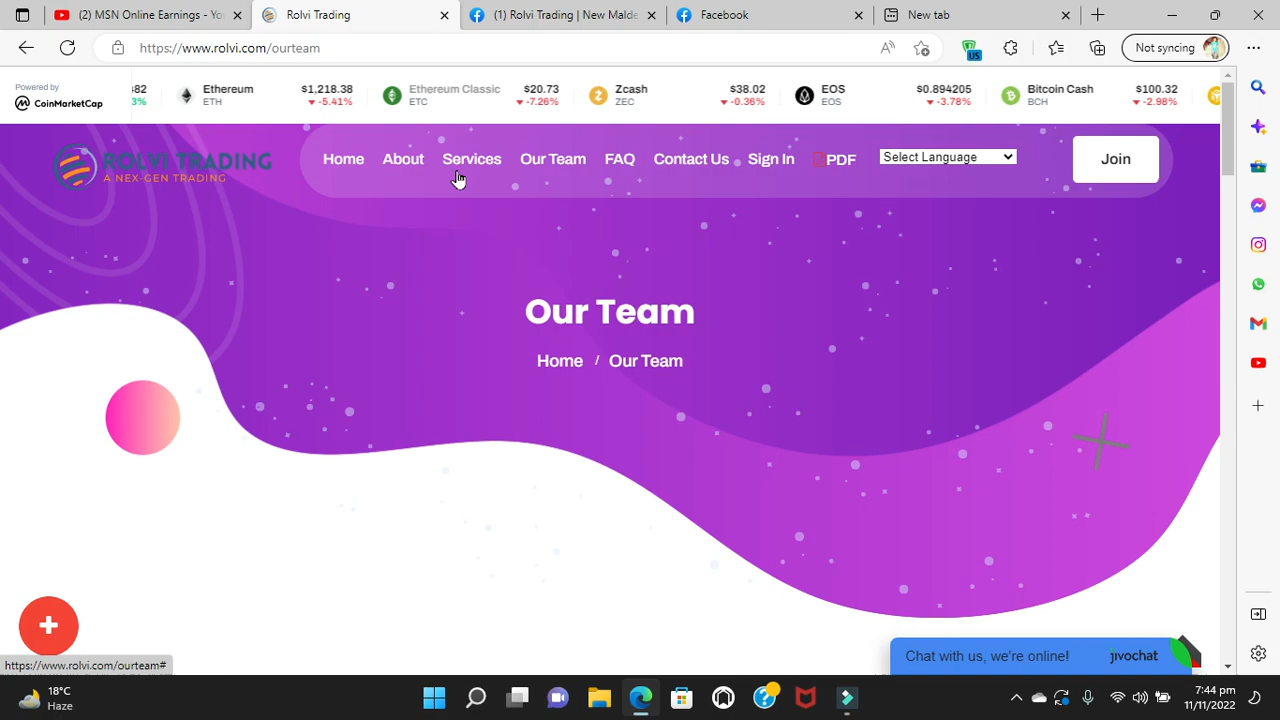 (2) MSN Online Earnings - Yo
Rolvi Trading
(1) Rolvi Trading | New Malde
Facebook
New tab
https://www.rolvi.com/ourteam
US
Not syncing
Powered by
CoinMarketCap
82
3%
Ethereum
ETH
$1,218.38
-5.41%
Ethereum Classic
ETC
$20.73
-7.26%
Zcash
ZEC
$38.02
-0.36%
EOS
EOS
$0.894205
-3.78%
Bitcoin Cash
BCH
$100.32
-2.98%
ROLVI TRADING
A NEX-GEN TRADING
Home
About
Services
Our Team
FAQ
Contact Us
Sign In
PDF
Select Language
Join
Our Team
Home / Our Team
https://www.rolvi.com/ourteam#
Chat with us, we're online!
jivochat
18°C
Haze
7:44 pm
11/11/2022